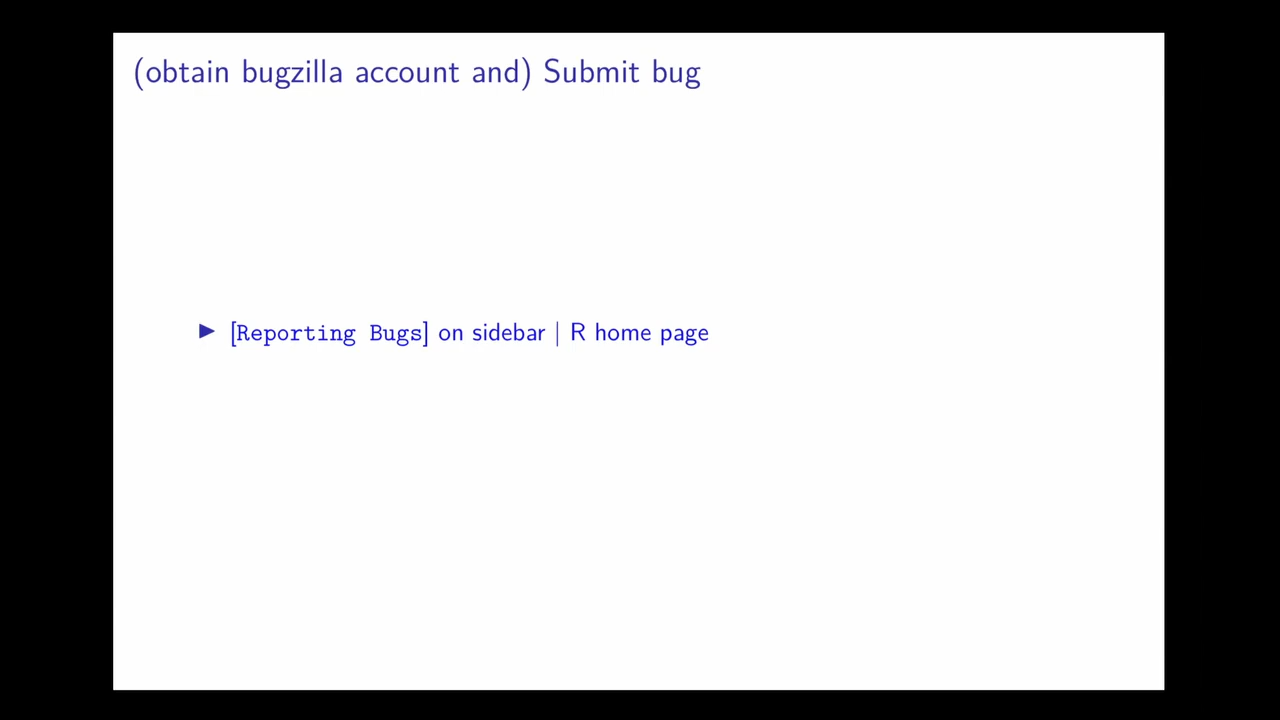 (obtain bugzilla account and) Submit bug
▶ [Reporting Bugs] on sidebar | R home page